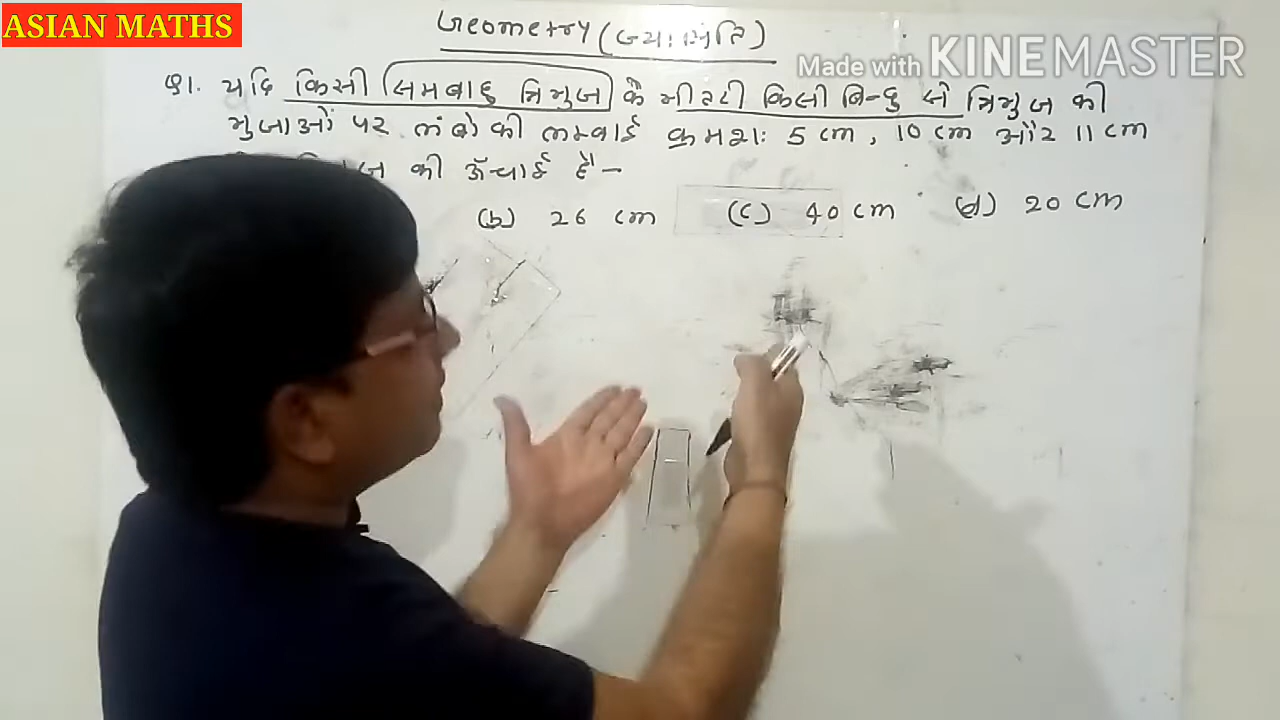 ASIAN MATHS
Geometry (ज्यामिति)
Made with KINEMASTER
Q1. यदि किसी समबाहु त्रिभुज के भीतरी किसी बिन्दु से त्रिभुज की
भुजाओं पर लंबो की लम्बाई क्रमशः 5 cm, 10 cm और 11 cm
की ऊँचाई है -
(b) 26 cm (c) 40 cm (d) 20 cm